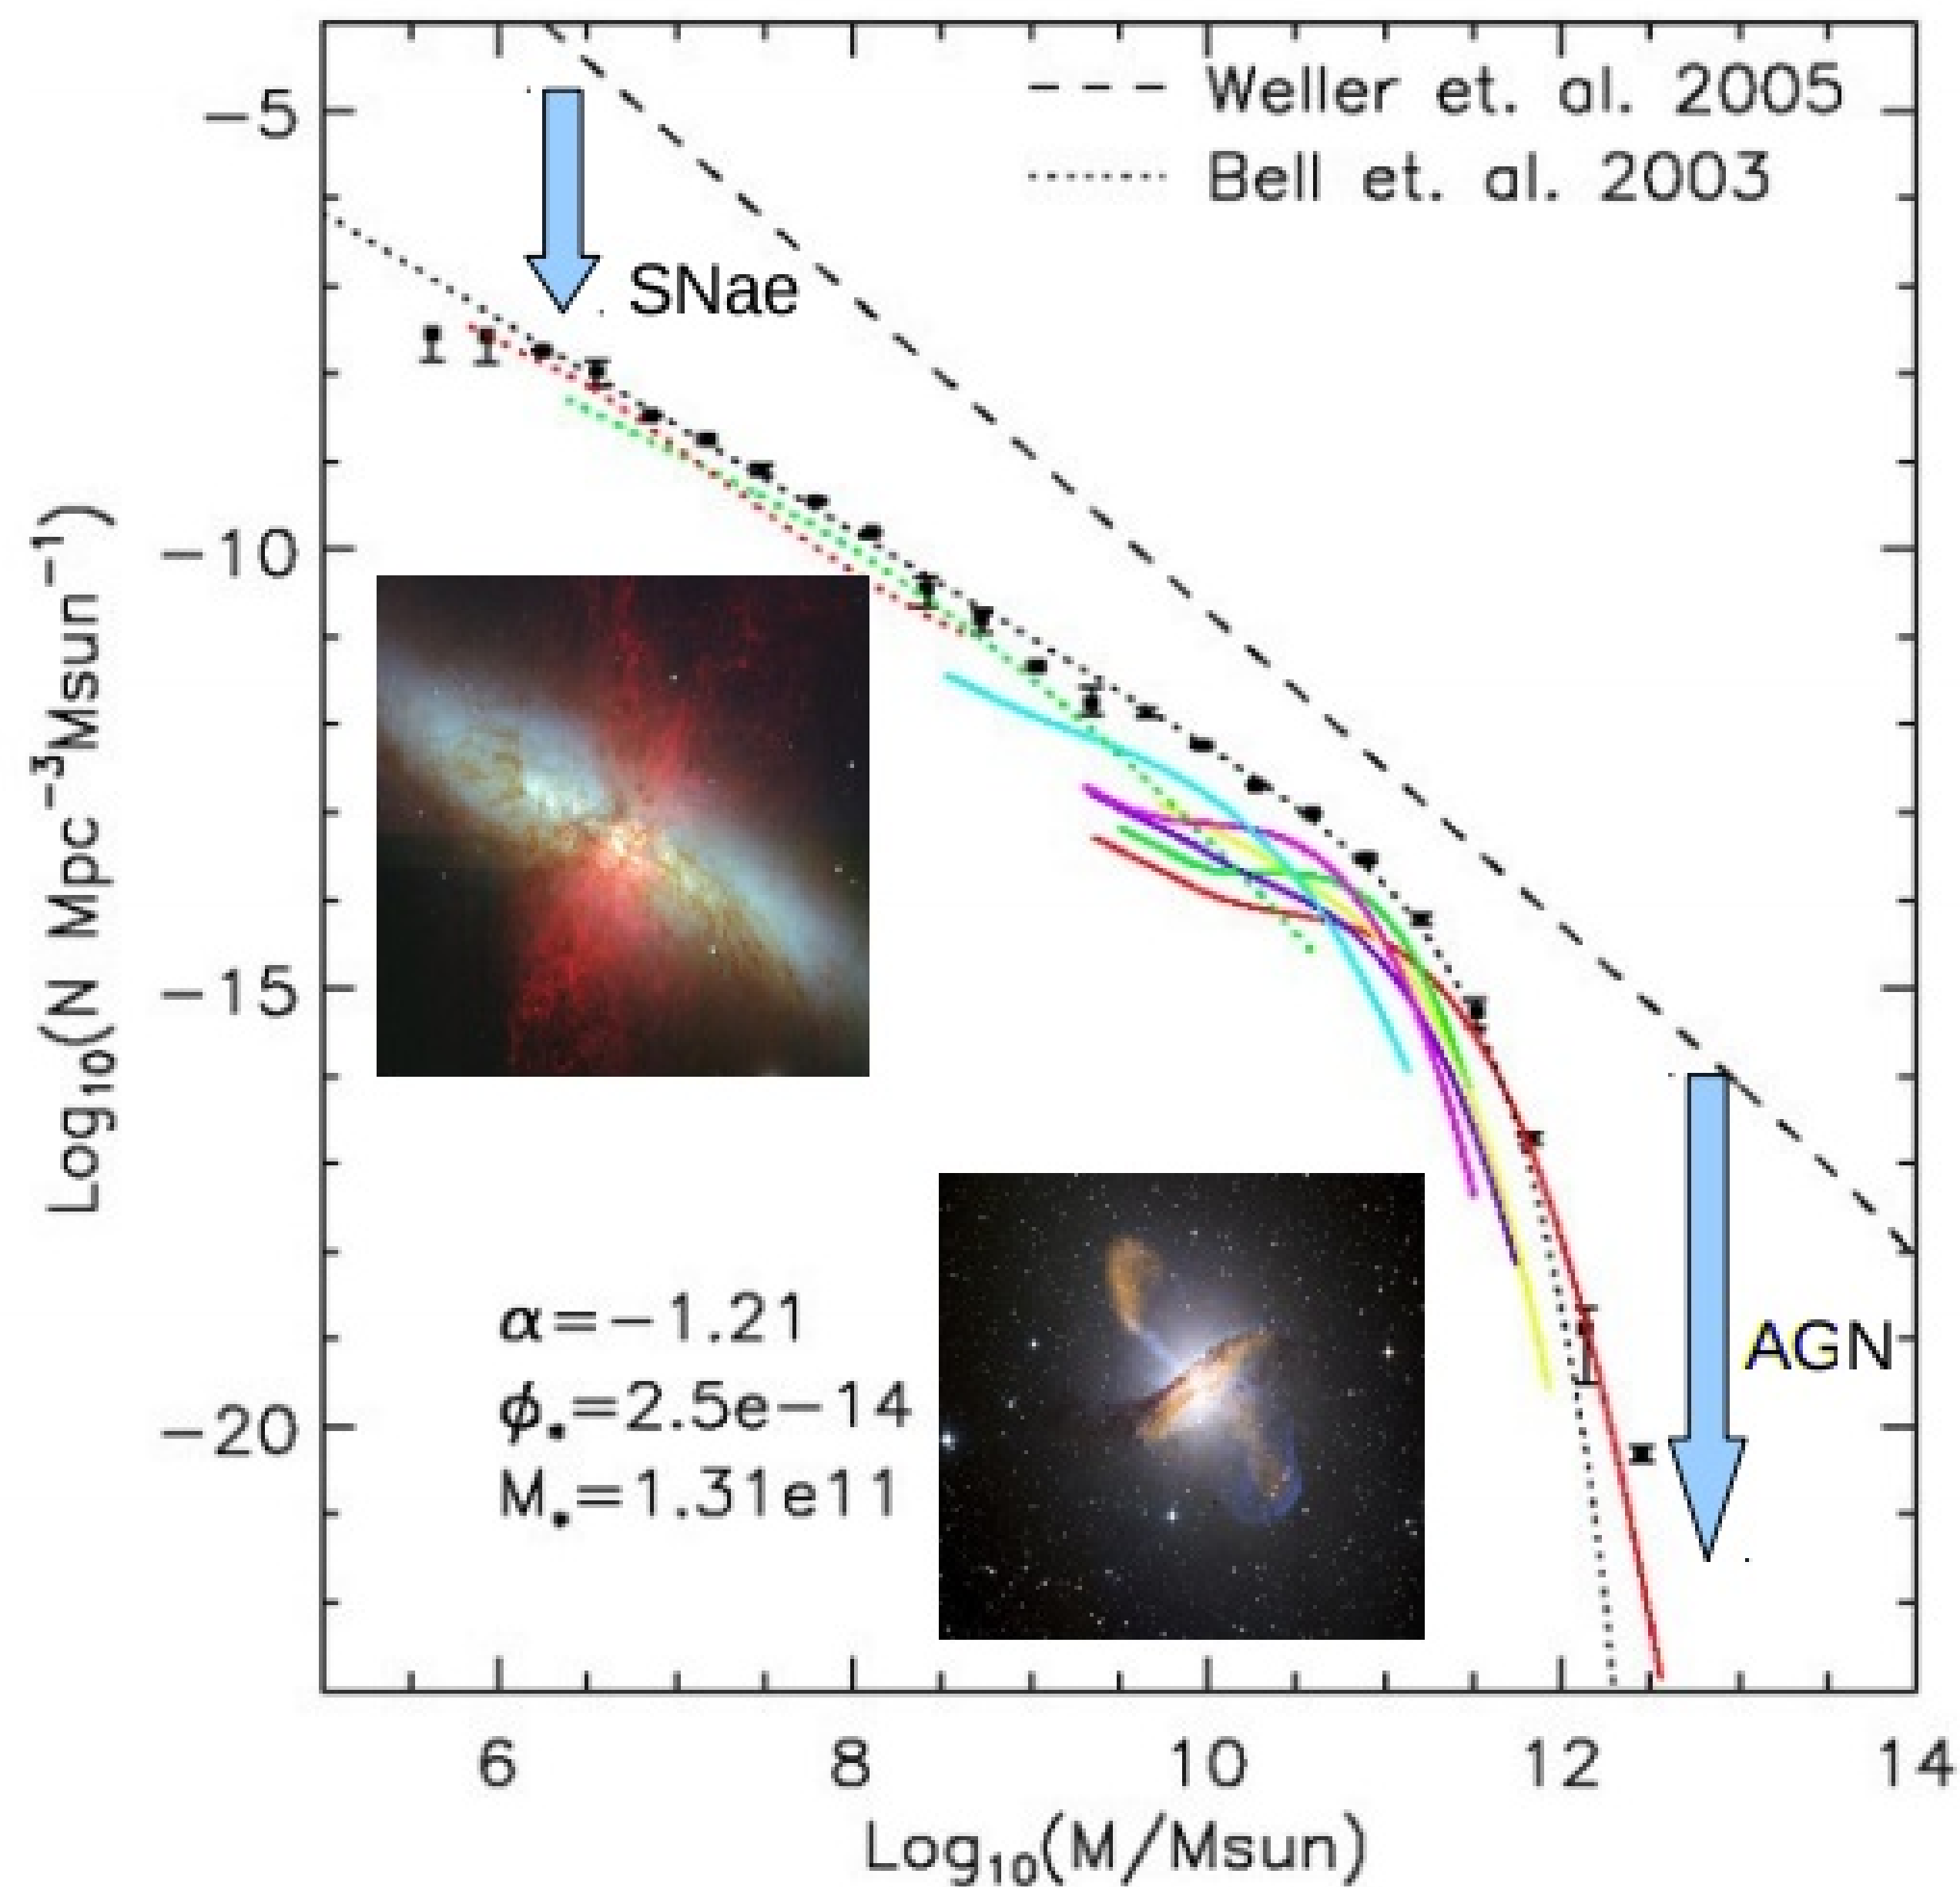 Weller et. al. 2005
Bell et. al. 2003
SNae
AGN
α=−1.21
ϕ•=2.5e−14
M•=1.31e11
−5
−10
−15
−20
Log10(N Mpc−3Msun−1)
6 8 10 12 14
Log10(M/Msun)